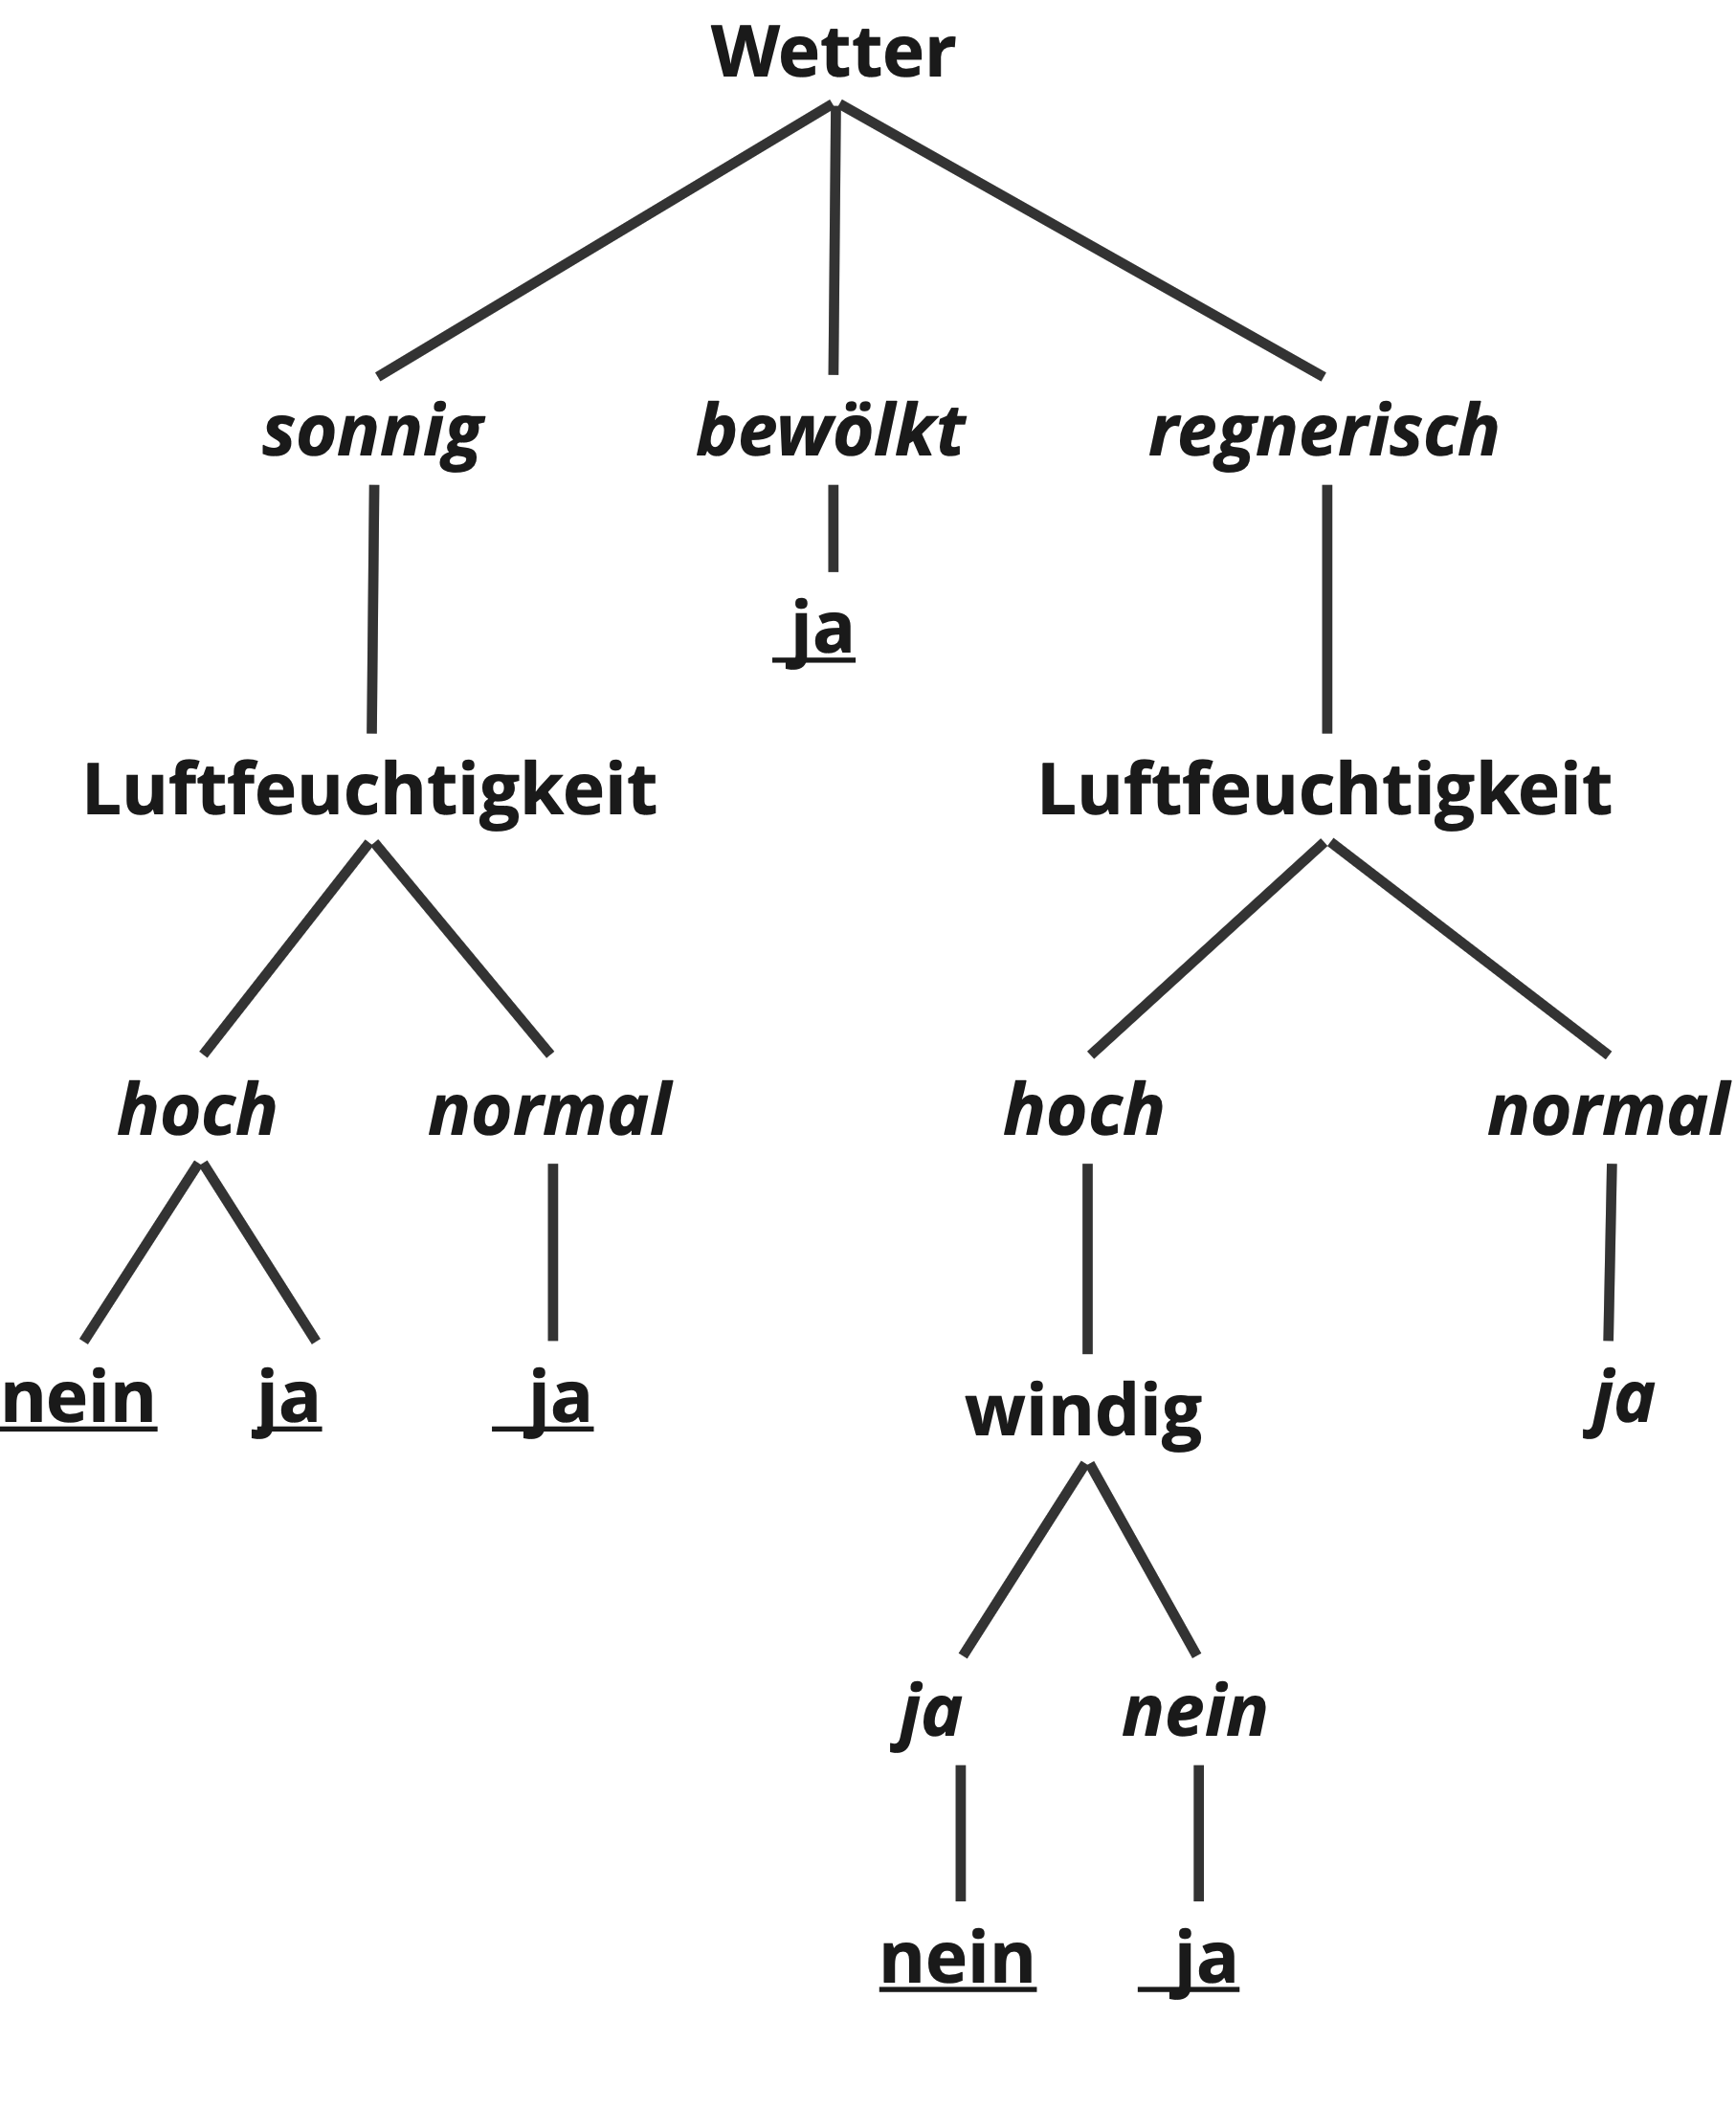 Wetter
sonnig bewölkt regnerisch
ja
Luftfeuchtigkeit Luftfeuchtigkeit
hoch normal hoch normal
nein ja ja windig ja
ja nein
nein ja